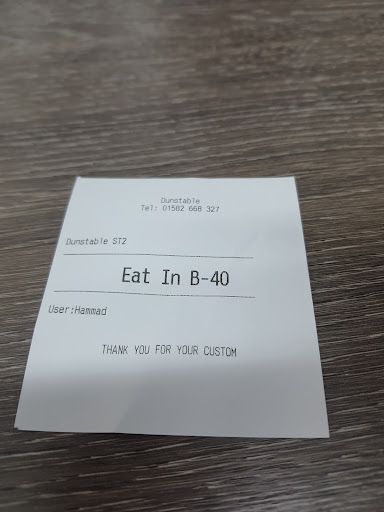 Dunstable
Tel: 01582 668 327
Dunstable ST2
Eat In B-40
User:Hammad
THANK YOU FOR YOUR CUSTOM